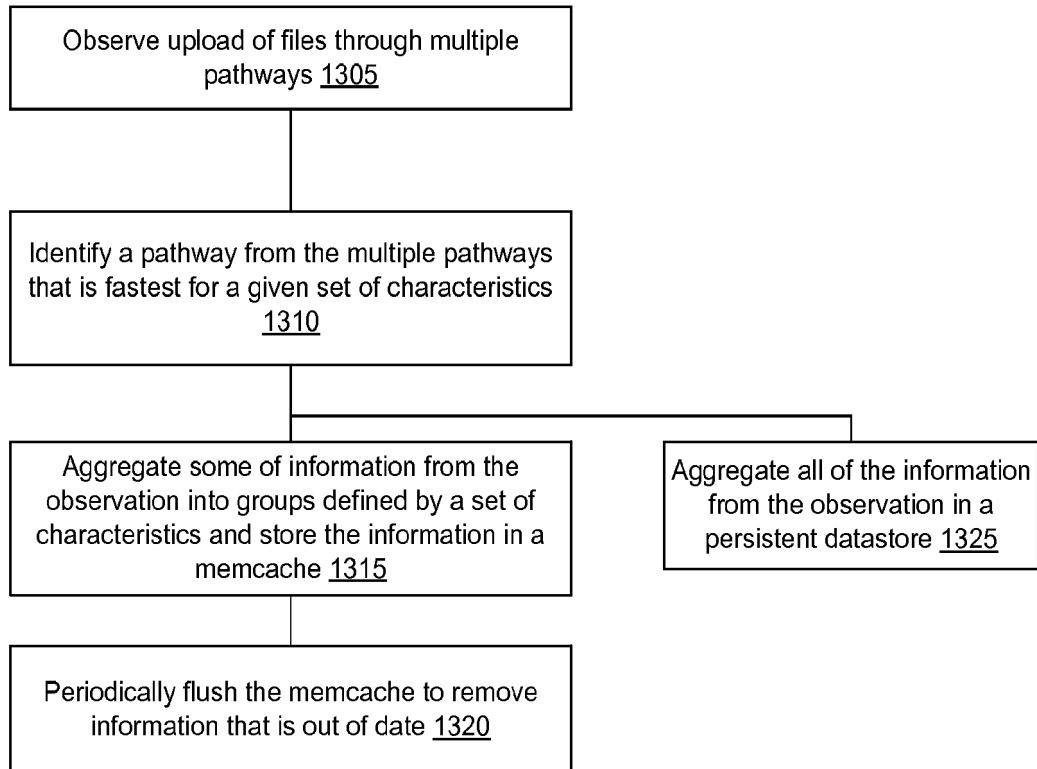 Observe upload of files through multiple
pathways 1305
Identify a pathway from the multiple pathways
that is fastest for a given set of characteristics
1310
Aggregate some of information from the
observation into groups defined by a set of
characteristics and store the information in a
memcache 1315
Aggregate all of the information
from the observation in a
persistent datastore 1325
Periodically flush the memcache to remove
information that is out of date 1320